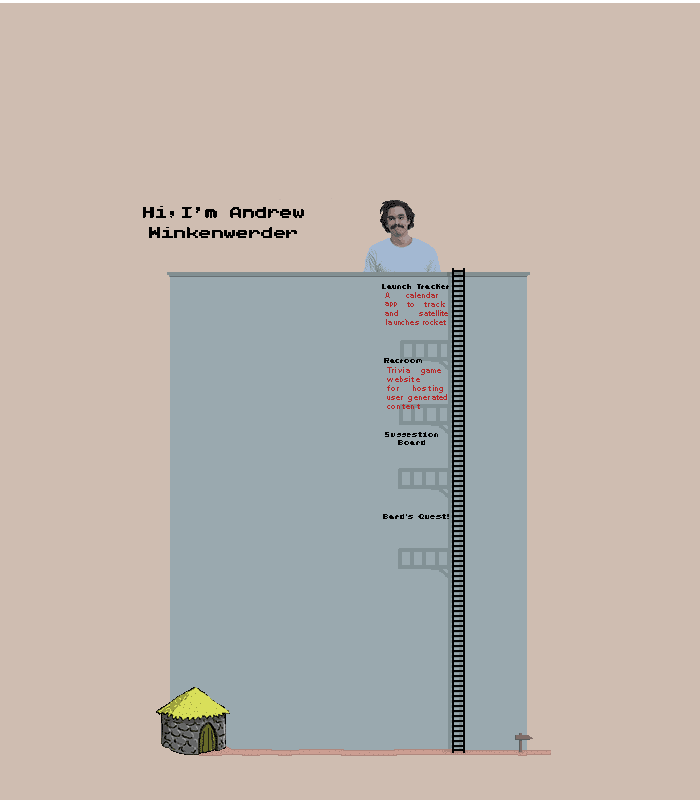 Hi, I'm Andrew
Winkenwerder
Launch Tracker
A calendar
app to track
and satellite
launches rocket
Racroom
Trivia game
website
for hosting
user generated
content
Suggestion
Board
Bard's Quest!